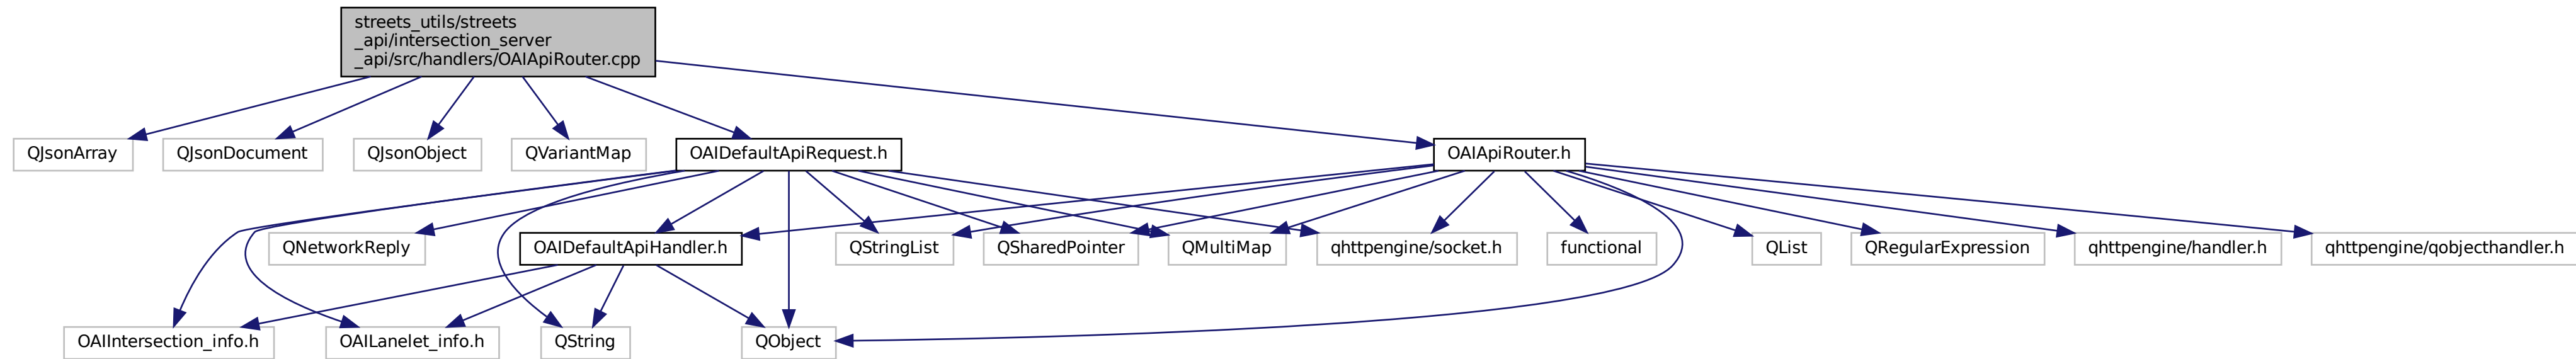 streets_utils/streets
_api/intersection_server
_api/src/handlers/OAIApiRouter.cpp
QJsonArray
QJsonDocument
QJsonObject
QVariantMap
OAIDefaultApiRequest.h
OAIApiRouter.h
QNetworkReply
OAIDefaultApiHandler.h
QStringList
QSharedPointer
QMultiMap
qhttpengine/socket.h
functional
QList
QRegularExpression
qhttpengine/handler.h
qhttpengine/qobjecthandler.h
OAIIntersection_info.h
OAILanelet_info.h
QString
QObject